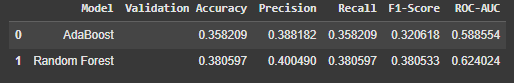 Model Validation Accuracy Precision Recall F1-Score ROC-AUC
0 AdaBoost 0.358209 0.388182 0.358209 0.320618 0.588554
1 Random Forest 0.380597 0.400490 0.380597 0.380533 0.624024